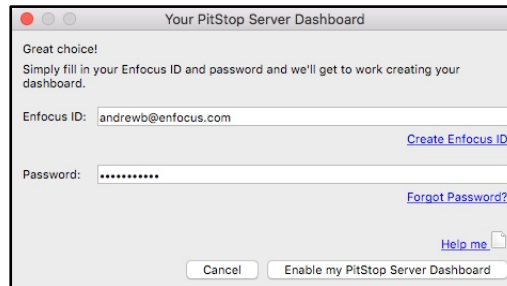 Your PitStop Server Dashboard
Great choice!
Simply fill in your Enfocus ID and password and we'll get to work creating your
dashboard.
Enfocus ID: andrewb@enfocus.com
Create Enfocus ID
Password: •••••••••••
Forgot Password?
Help me
Cancel Enable my PitStop Server Dashboard